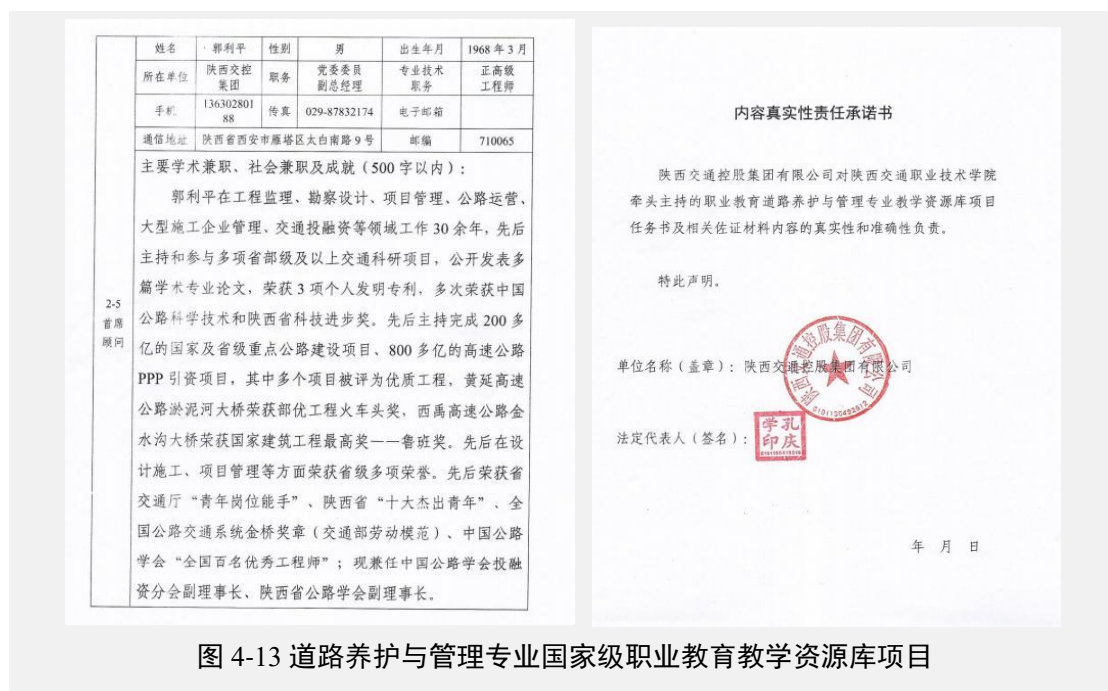 姓名 郭利平 性别 男 出生年月 1968年3月
所在单位 陕西交控集团 职务 党委委员副总经理 专业技术职务 正高级工程师
手机 13630280188 传真 029-87832174 电子邮箱
通信地址 陕西省西安市雁塔区太白南路9号 邮编 710065
2-5
首席
顾问
主要学术兼职、社会兼职及成就（500字以内）：
郭利平在工程监理、勘察设计、项目管理、公路运营、
大型施工企业管理、交通投融资等领域工作30余年，先后
主持和参与多项省部级及以上交通科研项目，公开发表多
篇学术专业论文，荣获3项个人发明专利，多次荣获中国
公路科学技术和陕西省科技进步奖。先后主持完成200多
亿的国家及省级重点公路建设项目、800多亿的高速公路
PPP引资项目，其中多个项目被评为优质工程，黄延高速
公路淤泥河大桥荣获部优工程火车头奖，西禹高速公路金
水沟大桥荣获国家建筑工程最高奖——鲁班奖。先后在设
计施工、项目管理等方面荣获省级多项荣誉。先后荣获省
交通厅“青年岗位能手”、陕西省“十大杰出青年”、全
国公路交通系统金桥奖章（交通部劳动模范）、中国公路
学会“全国百名优秀工程师”；现兼任中国公路学会投融
资分会副理事长、陕西省公路学会副理事长。
内容真实性责任承诺书
陕西交通控股集团有限公司对陕西交通职业技术学院
牵头主持的职业教育道路养护与管理专业教学资源库项目
任务书及相关佐证材料内容的真实性和准确性负责。
特此声明。
单位名称（盖章）：陕西交通控股集团有限公司
陕西交通控股集团有限公司
法定代表人（签名）：
孔庆学印
年 月 日
图 4-13 道路养护与管理专业国家级职业教育教学资源库项目